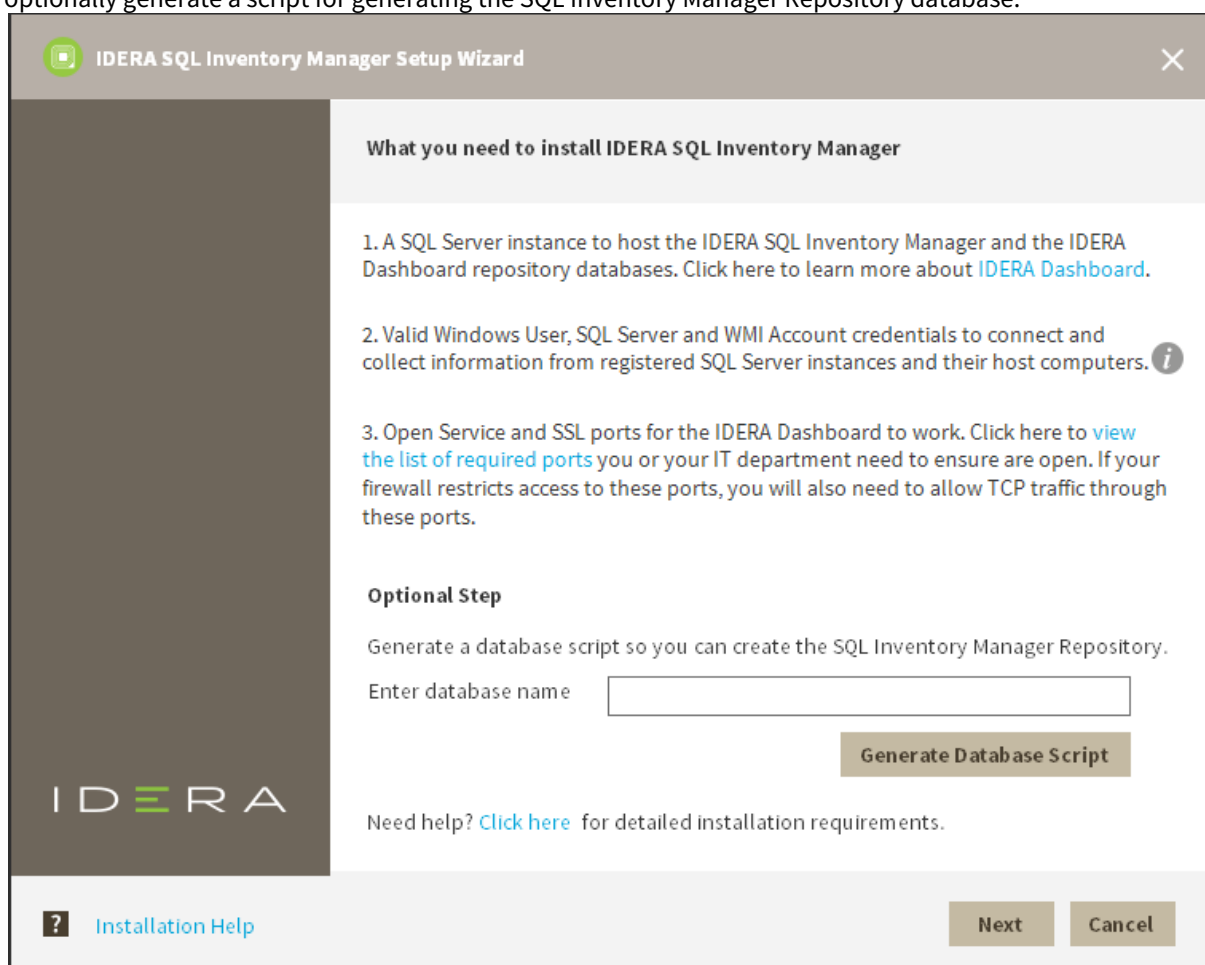 optionally generate a script for generating the SQL Inventory Manager Repository database.
IDERA SQL Inventory Manager Setup Wizard
What you need to install IDERA SQL Inventory Manager
1. A SQL Server instance to host the IDERA SQL Inventory Manager and the IDERA
Dashboard repository databases. Click here to learn more about IDERA Dashboard.
2. Valid Windows User, SQL Server and WMI Account credentials to connect and
collect information from registered SQL Server instances and their host computers. i
3. Open Service and SSL ports for the IDERA Dashboard to work. Click here to view
the list of required ports you or your IT department need to ensure are open. If your
firewall restricts access to these ports, you will also need to allow TCP traffic through
these ports.
Optional Step
Generate a database script so you can create the SQL Inventory Manager Repository.
Enter database name
Generate Database Script
IDERA
Need help? Click here for detailed installation requirements.
? Installation Help
Next Cancel